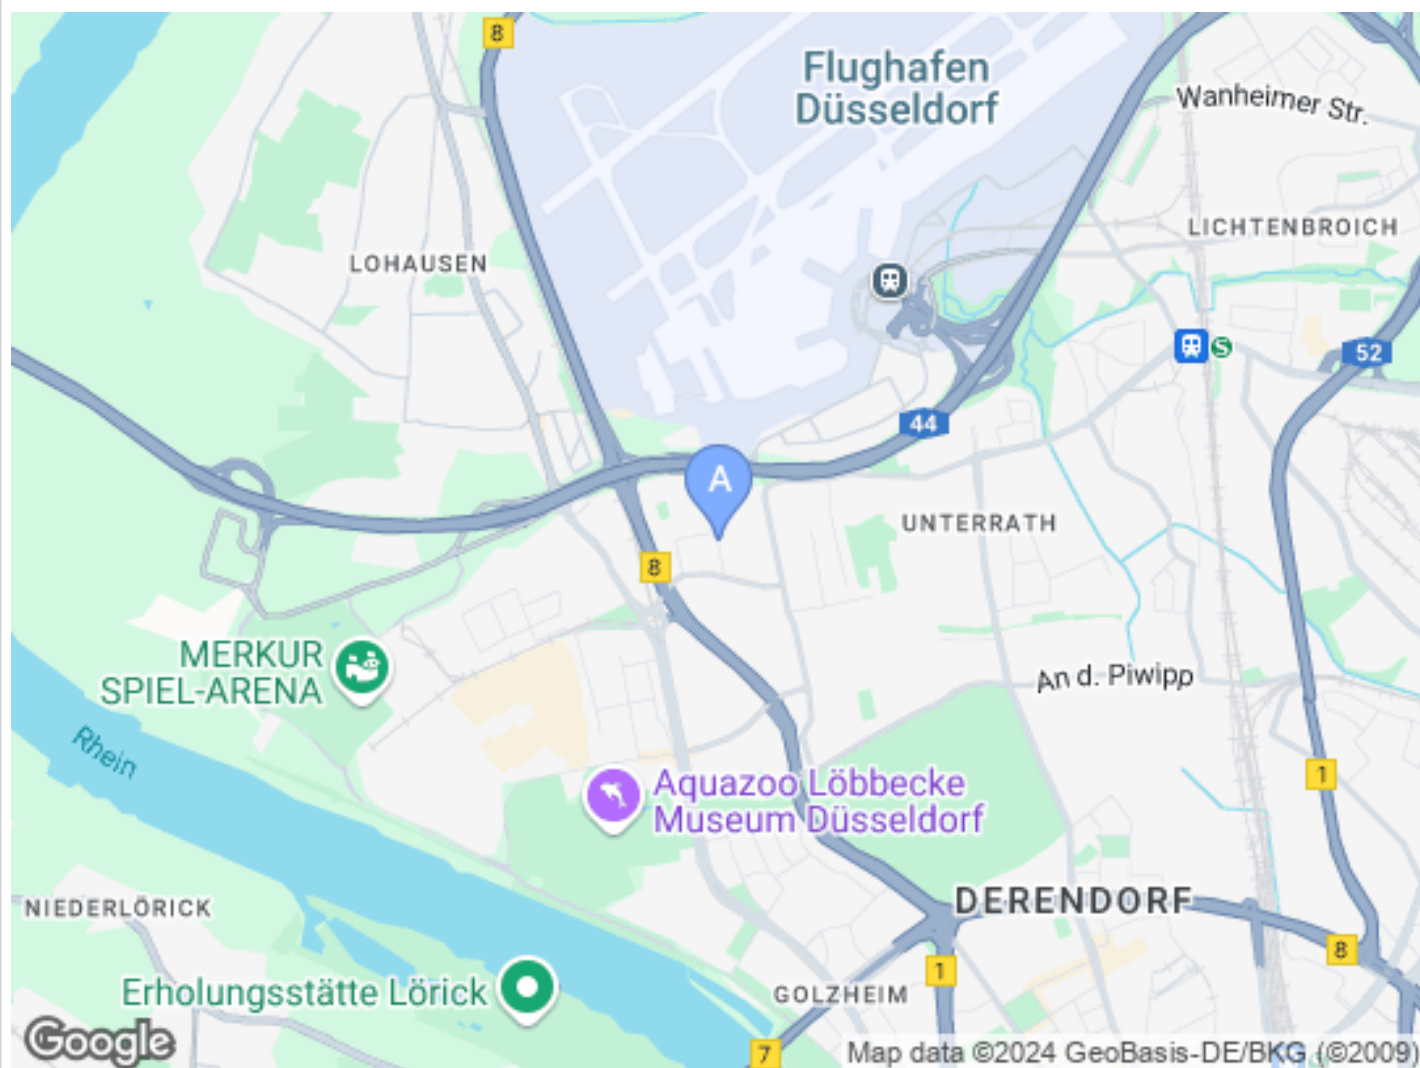 8
Flughafen
Düsseldorf
Wanheimer Str.
LICHTENBROICH
LOHAUSEN
S
52
44
A
UNTERRATH
8
MERKUR
SPIEL-ARENA
An d. Piwipp
Rhein
Aquazoo Löbbecke
Museum Düsseldorf
1
DERENDORF
NIEDERLÖRICK
8
1
Erholungsstätte Lörick
GOLZHEIM
7
Google
Map data ©2024 GeoBasis-DE/BKG (©2009)